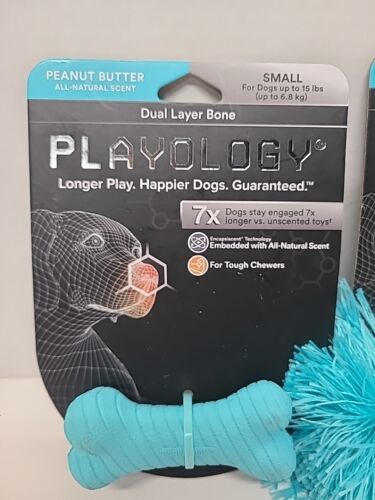 PEANUT BUTTER
ALL-NATURAL SCENT
SMALL
For Dogs up to 15 lbs
(up to 6.8 kg)
Dual Layer Bone
PLAYOLOGY®
Longer Play. Happier Dogs. Guaranteed.™
7x Dogs stay engaged 7x
longer vs. unscented toys†
Encapsiscent® Technology
Embedded with All-Natural Scent
For Tough Chewers